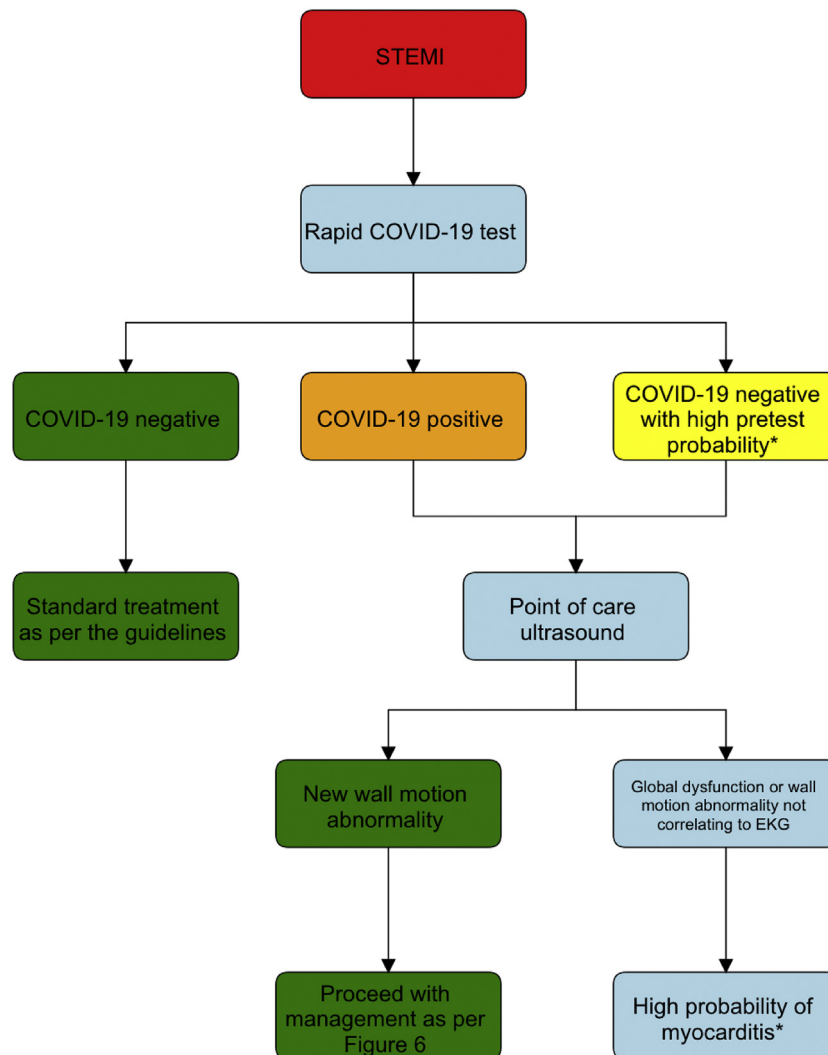 STEMI
Rapid COVID-19 test
COVID-19 negative
COVID-19 positive
COVID-19 negative
with high pretest
probability*
Standard treatment
as per the guidelines
Point of care
ultrasound
New wall motion
abnormality
Global dysfunction or wall
motion abnormality not
correlating to EKG
Proceed with
management as per
Figure 6
High probability of
myocarditis*